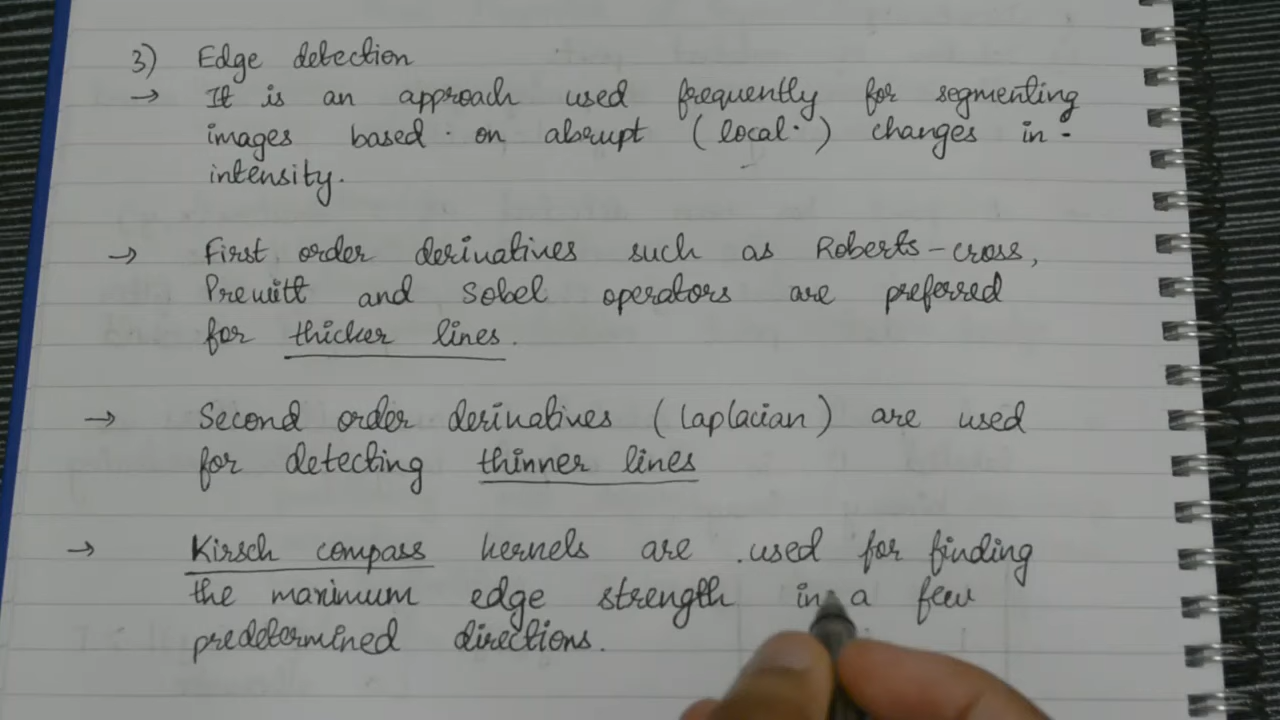 3) Edge detection
→ It is an approach used frequently for segmenting
images based on abrupt (local) changes in
intensity.
→ First order derivatives such as Roberts-cross,
Prewitt and Sobel operators are preferred
for thicker lines.
→ Second order derivatives (Laplacian) are used
for detecting thinner lines
→ Kirsch compass kernels are used for finding
the maximum edge strength in a few
predetermined directions.